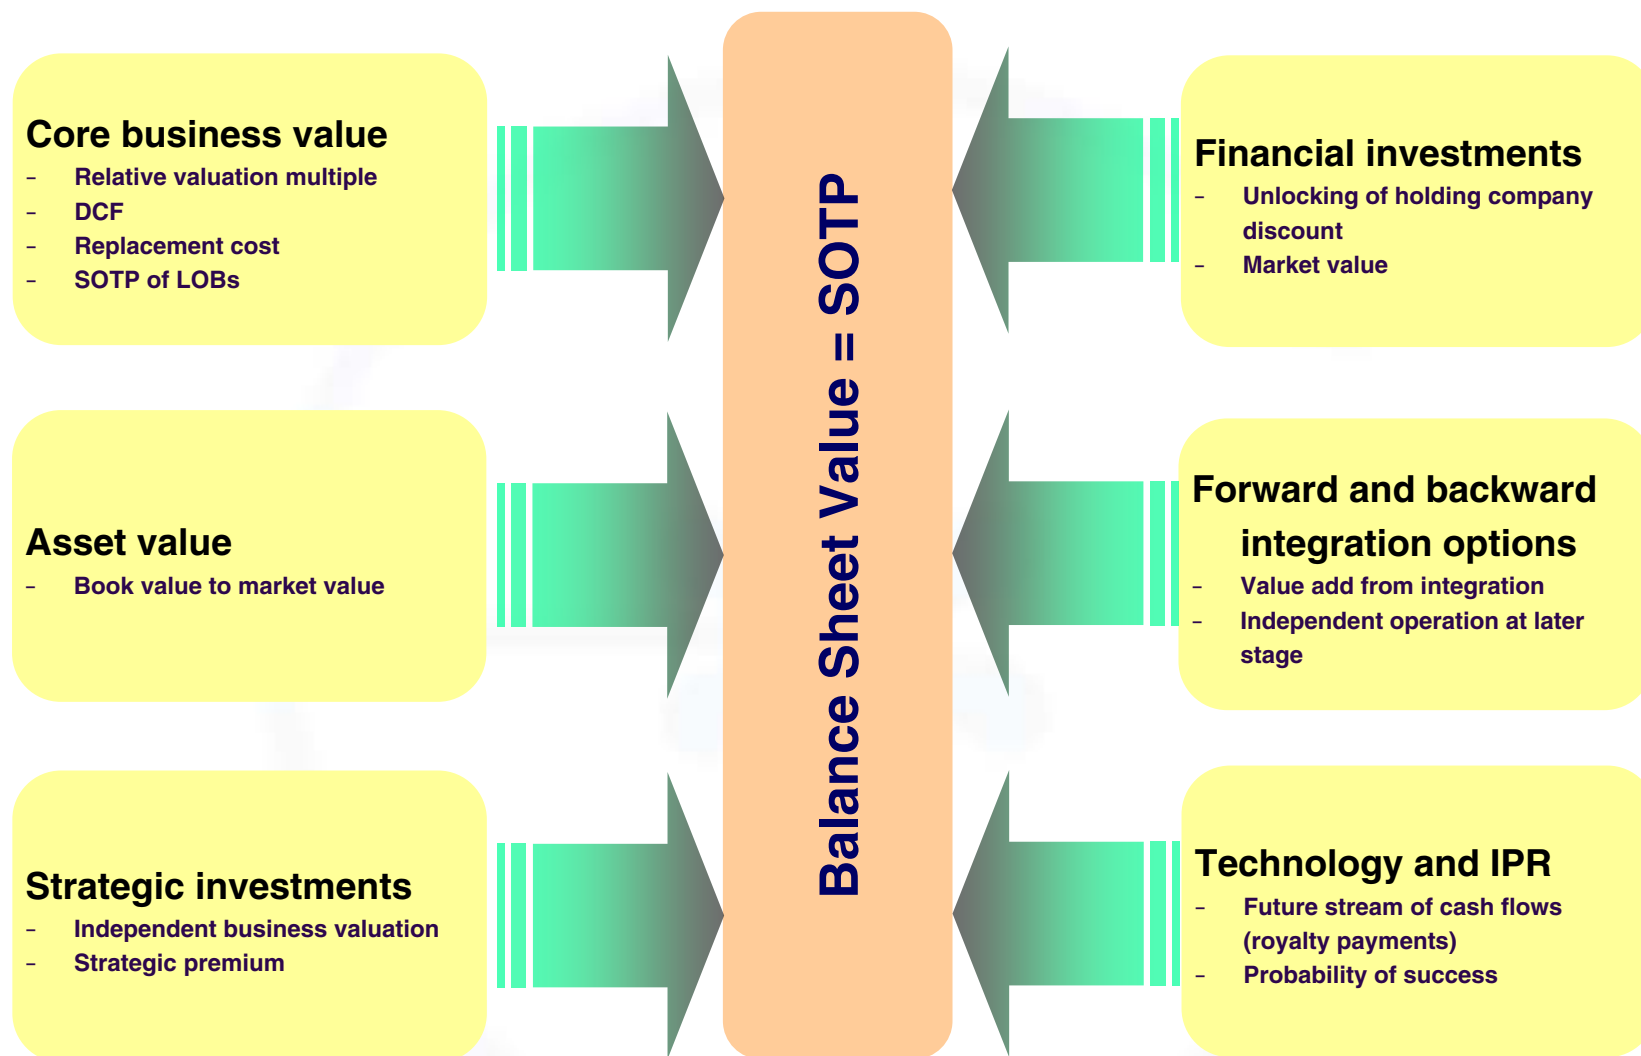 Core business value
- Relative valuation multiple
- DCF
- Replacement cost
- SOTP of LOBs
Asset value
- Book value to market value
Strategic investments
- Independent business valuation
- Strategic premium
Balance Sheet Value = SOTP
Financial investments
- Unlocking of holding company
discount
- Market value
Forward and backward
integration options
- Value add from integration
- Independent operation at later
stage
Technology and IPR
- Future stream of cash flows
(royalty payments)
- Probability of success